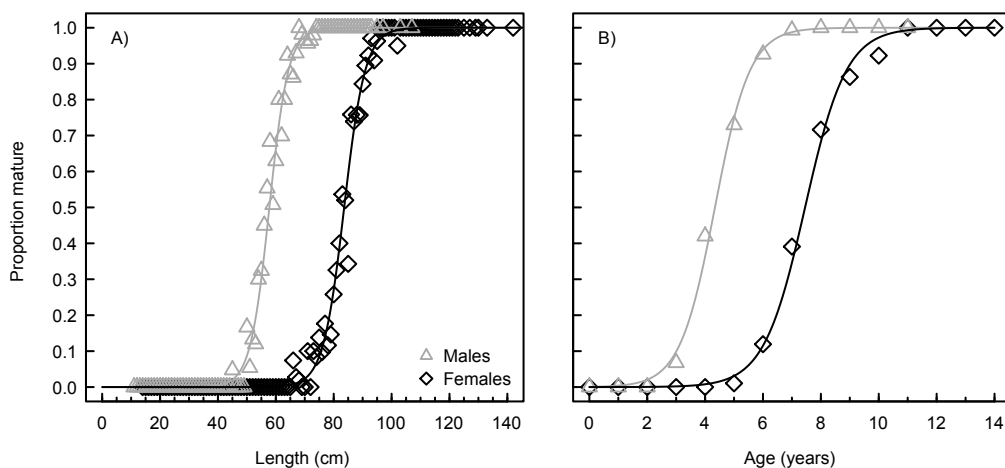 A)
B)
Proportion mature
1.0
0.9
0.8
0.7
0.6
0.5
0.4
0.3
0.2
0.1
0.0
Males
Females
0 20 40 60 80 100 120 140
0 2 4 6 8 10 12 14
Length (cm)
Age (years)